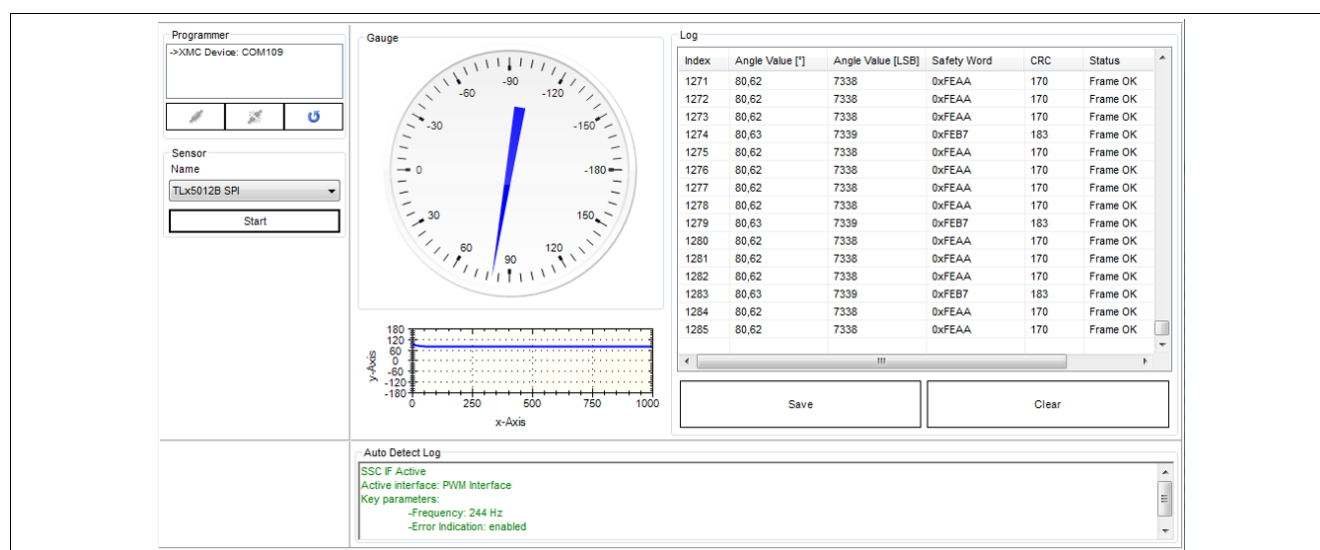 Programmer
->XMC Device: COM109
Sensor
Name
TLx5012B SPI
Start
Gauge
-90
-60
-120
-30
-150
0
-180
30
150
60
120
90
180
120
60
0
-60
-120
-180
y-Axis
0 250 500 750 1000
x-Axis
Log
Index Angle Value [°] Angle Value [LSB] Safety Word CRC Status
1271 80,62 7338 0xFEAA 170 Frame OK
1272 80,62 7338 0xFEAA 170 Frame OK
1273 80,62 7338 0xFEAA 170 Frame OK
1274 80,63 7339 0xFEB7 183 Frame OK
1275 80,62 7338 0xFEAA 170 Frame OK
1276 80,62 7338 0xFEAA 170 Frame OK
1277 80,62 7338 0xFEAA 170 Frame OK
1278 80,62 7338 0xFEAA 170 Frame OK
1279 80,63 7339 0xFEB7 183 Frame OK
1280 80,62 7338 0xFEAA 170 Frame OK
1281 80,62 7338 0xFEAA 170 Frame OK
1282 80,62 7338 0xFEAA 170 Frame OK
1283 80,63 7339 0xFEB7 183 Frame OK
1284 80,62 7338 0xFEAA 170 Frame OK
1285 80,62 7338 0xFEAA 170 Frame OK
Save
Clear
Auto Detect Log
SSC IF Active
Active interface: PWM Interface
Key parameters:
-Frequency: 244 Hz
-Error Indication: enabled